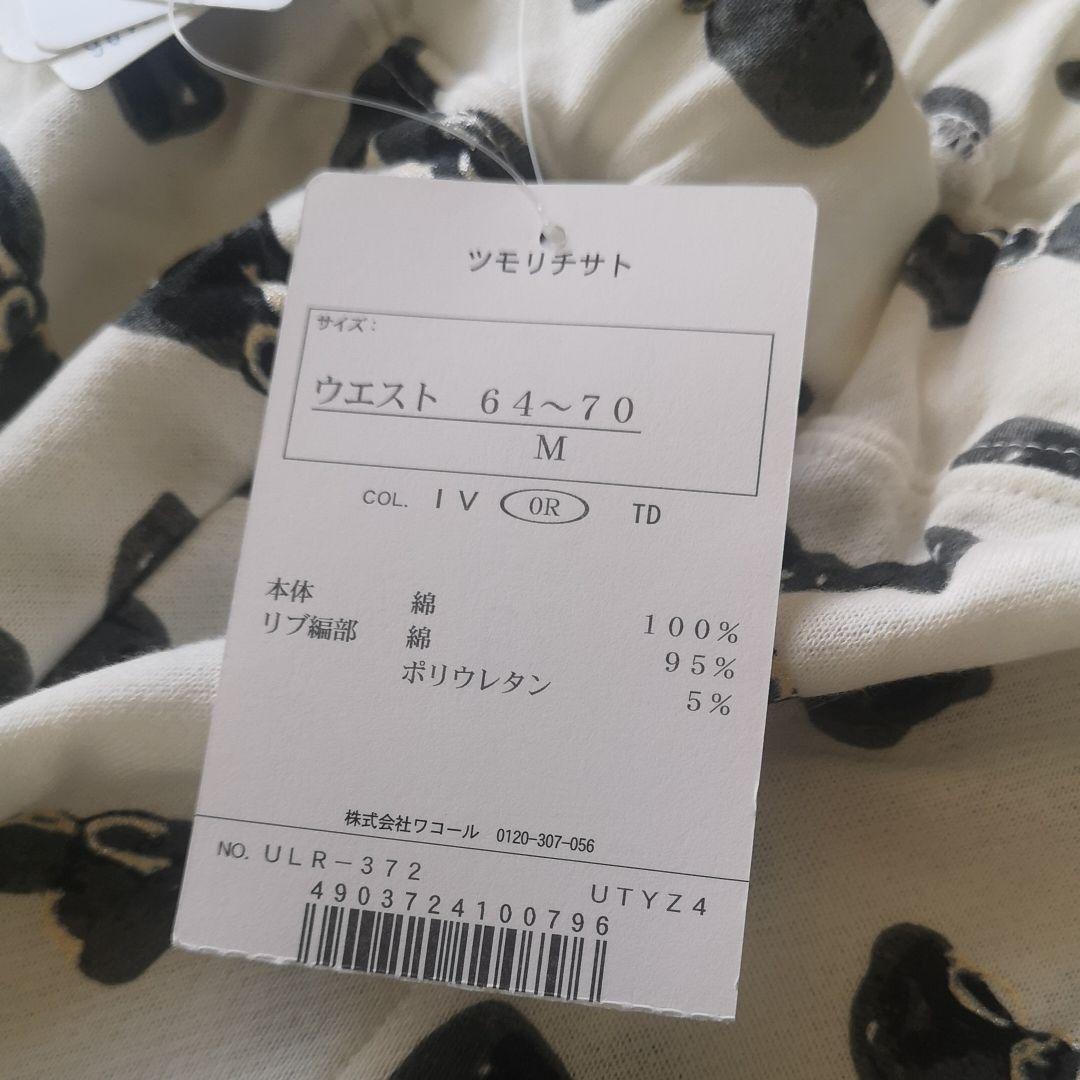 ツモリチサト
サイズ:
ウエスト 64～70
M
COL. IV OR TD
本体 綿 100%
リブ編部 綿 95%
ポリウレタン 5%
株式会社ワコール 0120-307-056
NO. ULR-372 UTYZ4
4903724100796